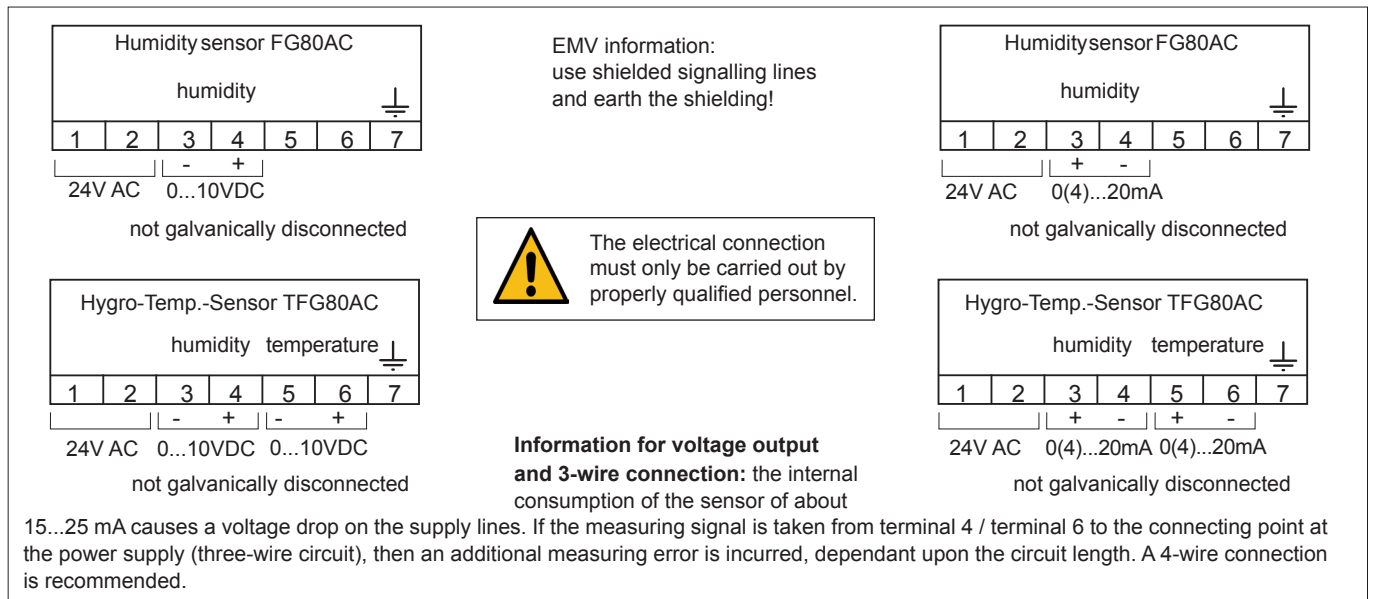 Humidity sensor FG80AC
humidity
1 2 3 4 5 6 7
- +
24V AC 0...10VDC
not galvanically disconnected
EMV information:
use shielded signalling lines
and earth the shielding!
Humidity sensor FG80AC
humidity
1 2 3 4 5 6 7
+ -
24V AC 0(4)...20mA
not galvanically disconnected
The electrical connection
must only be carried out by
properly qualified personnel.
Hygro-Temp.-Sensor TFG80AC
humidity temperature
1 2 3 4 5 6 7
- + - +
24V AC 0...10VDC 0...10VDC
not galvanically disconnected
Hygro-Temp.-Sensor TFG80AC
humidity temperature
1 2 3 4 5 6 7
+ - + -
24V AC 0(4)...20mA 0(4)...20mA
not galvanically disconnected
Information for voltage output
and 3-wire connection: the internal
consumption of the sensor of about
15...25 mA causes a voltage drop on the supply lines. If the measuring signal is taken from terminal 4 / terminal 6 to the connecting point at
the power supply (three-wire circuit), then an additional measuring error is incurred, dependant upon the circuit length. A 4-wire connection
is recommended.